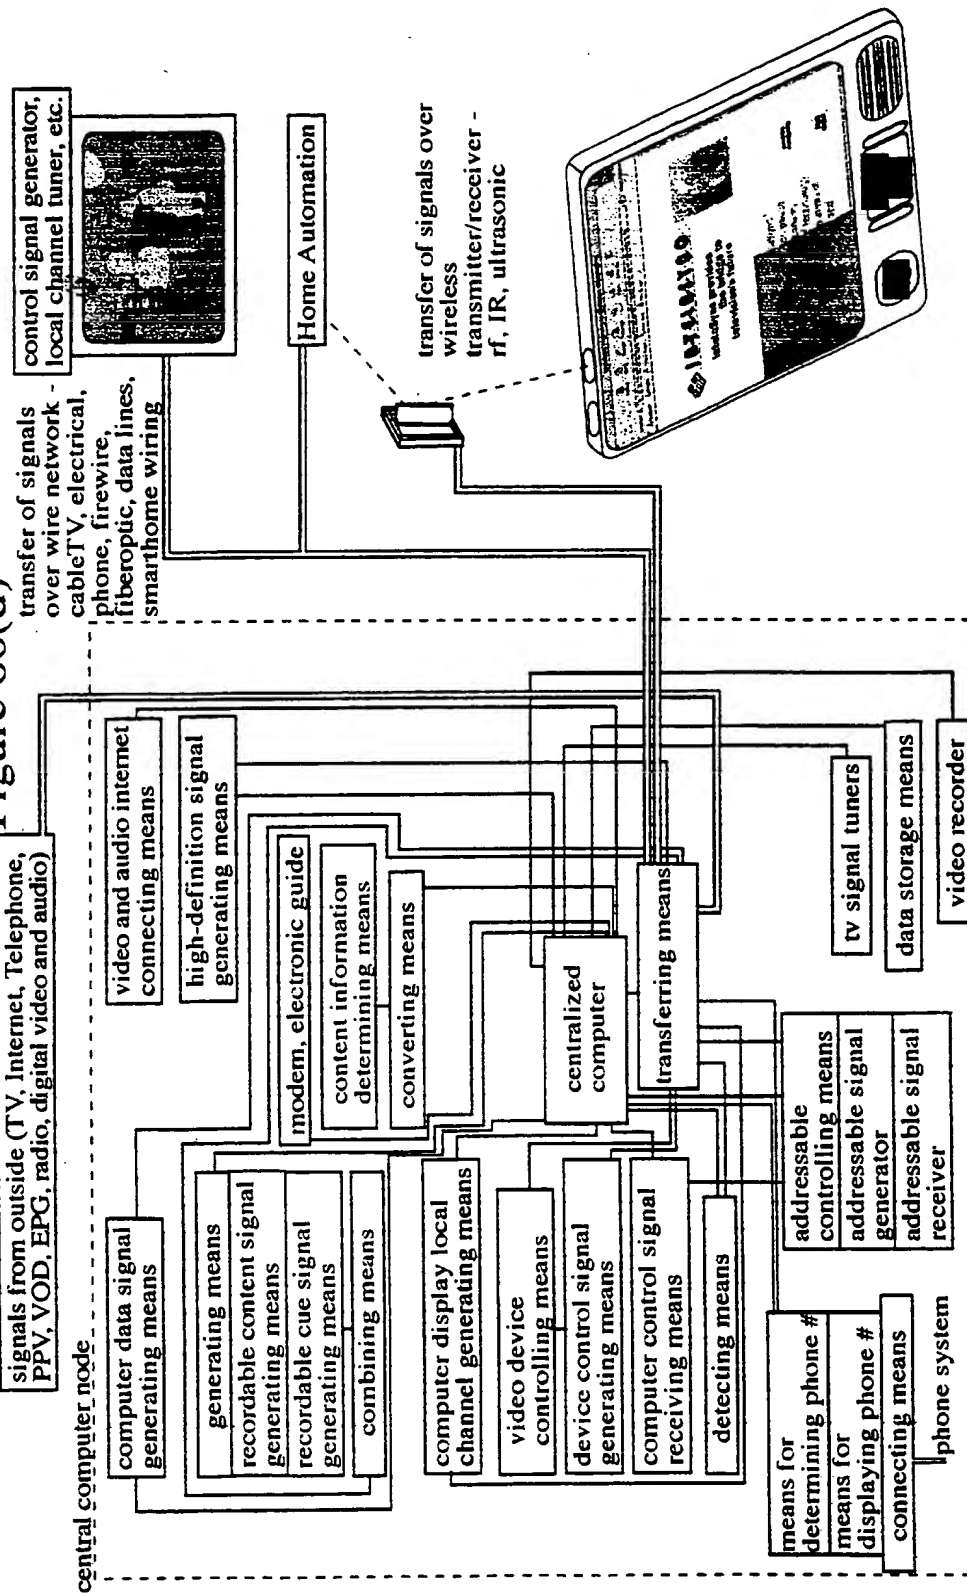 signals from outside (TV, Internet, Telephone,
PPV, VOD, EPG, radio, digital video and audio)
central computer node
computer data signal
generating means
generating means
recordable content signal
generating means
recordable cue signal
generating means
combining means
computer display local
channel generating means
video device
controlling means
device control signal
generating means
computer control signal
receiving means
detecting means
means for
determining phone #
means for
displaying phone #
connecting means
phone system
video and audio internet
connecting means
high-definition signal
generating means
modem, electronic guide
content information
determining means
converting means
centralized
computer
transferring means
addressable
controlling means
addressable signal
generator
addressable signal
receiver
tv signal tuners
data storage means
video recorder
transfer of signals
over wire network -
cableTV, electrical,
phone, firewire,
fiberoptic, data lines,
smarthome wiring
control signal generator,
local channel tuner, etc.
Home Automation
transfer of signals over
wireless
transmitter/receiver -
rf, IR, ultrasonic
provides
the bridge to
television's future